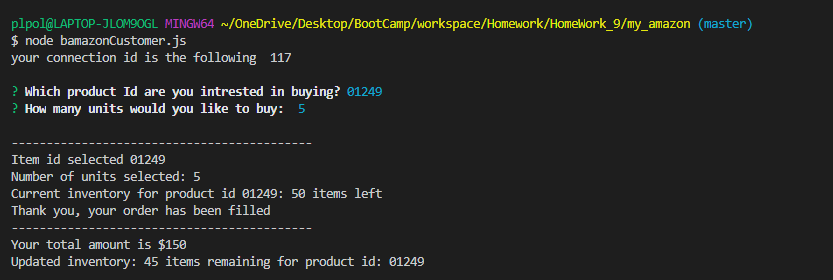 plpol@LAPTOP-JLOM9OGL MINGW64 ~/OneDrive/Desktop/BootCamp/workspace/Homework/HomeWork_9/my_amazon (master)
$ node bamazonCustomer.js
your connection id is the following  117
? Which product Id are you intrested in buying? 01249
? How many units would you like to buy:  5
-------------------------------------------
Item id selected 01249
Number of units selected: 5
Current inventory for product id 01249: 50 items left
Thank you, your order has been filled
-------------------------------------------
Your total amount is $150
Updated inventory: 45 items remaining for product id: 01249